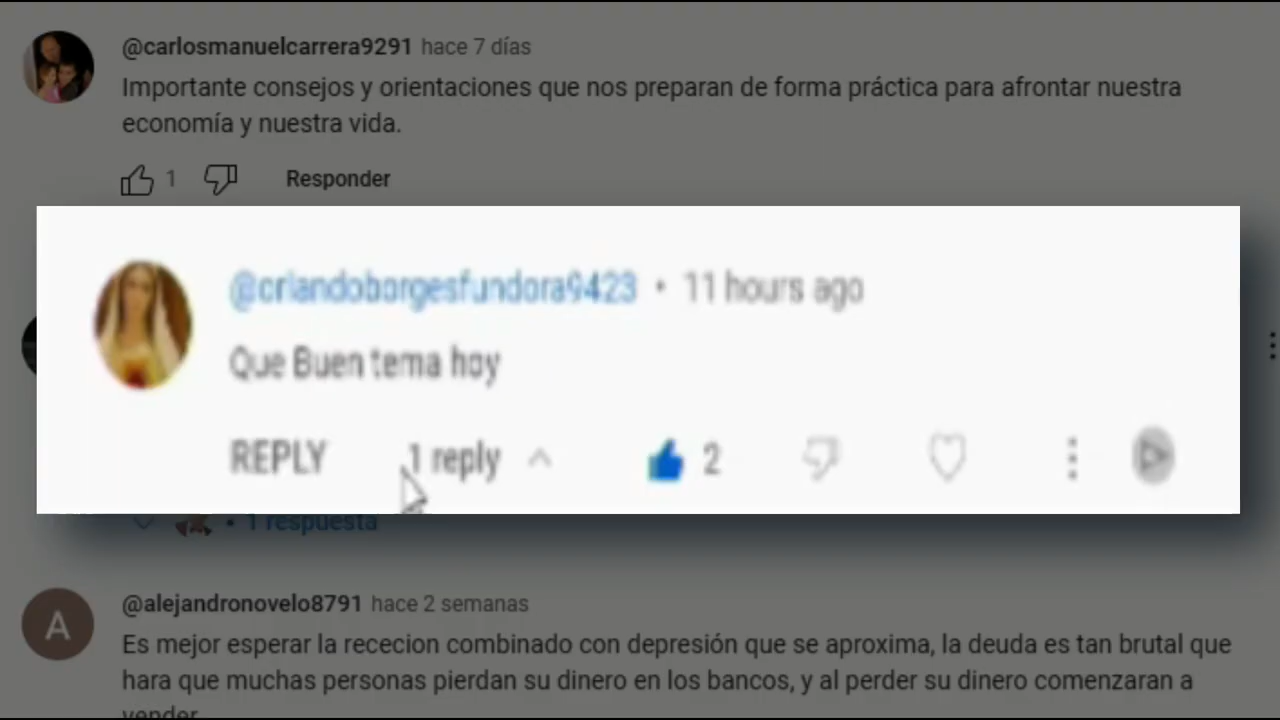 @carlosmanuelcarrera9291 hace 7 días
Importante consejos y orientaciones que nos preparan de forma práctica para afrontar nuestra
economía y nuestra vida.
1 Responder
@orlandoborgesfundora9423 • 11 hours ago
Que Buen tema hoy
REPLY 1 reply 2
• 1 respuesta
A @alejandronovelo8791 hace 2 semanas
Es mejor esperar la rececion combinado con depresión que se aproxima, la deuda es tan brutal que
hara que muchas personas pierdan su dinero en los bancos, y al perder su dinero comenzaran a
vender